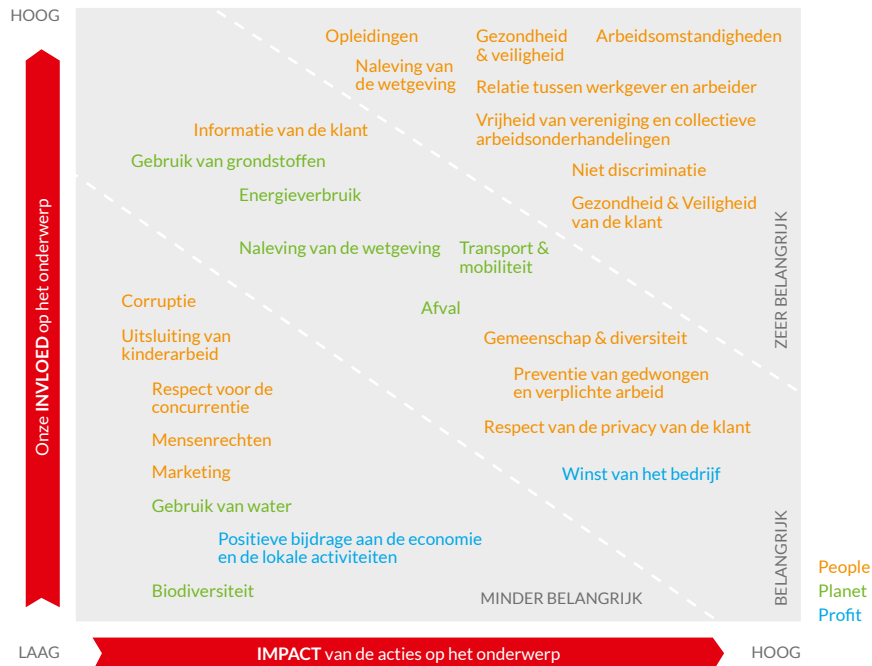 HOOG
Opleidingen
Gezondheid
& veiligheid
Arbeidsomstandigheden
Naleving van
de wetgeving
Relatie tussen werkgever en arbeider
Vrijheid van vereniging en collectieve
arbeidsonderhandelingen
Informatie van de klant
Gebruik van grondstoffen
Niet discriminatie
Energieverbruik
Gezondheid & Veiligheid
van de klant
Naleving van de wetgeving
Transport &
mobiliteit
ZEER BELANGRIJK
Corruptie
Afval
Uitsluiting van
kinderarbeid
Gemeenschap & diversiteit
Preventie van gedwongen
en verplichte arbeid
Respect voor de
concurrentie
Respect van de privacy van de klant
Mensenrechten
Marketing
Winst van het bedrijf
Gebruik van water
Positieve bijdrage aan de economie
en de lokale activiteiten
Biodiversiteit
MINDER BELANGRIJK
BELANGRIJK
Onze INVLOED op het onderwerp
People
Planet
Profit
LAAG
IMPACT van de acties op het onderwerp
HOOG